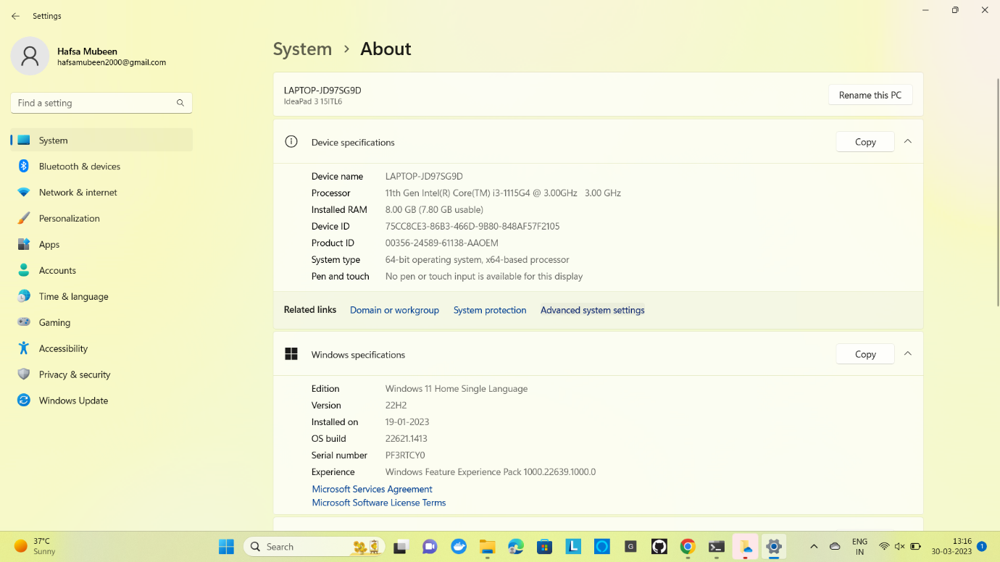 Settings
Hafsa Mubeen
hafsamubeen2000@gmail.com
Find a setting
System
Bluetooth & devices
Network & internet
Personalization
Apps
Accounts
Time & language
Gaming
Accessibility
Privacy & security
Windows Update
System > About
LAPTOP-JD97SG9D
IdeaPad 3 15ITL6
Rename this PC
Device specifications
Copy
Device name LAPTOP-JD97SG9D
Processor 11th Gen Intel(R) Core(TM) i3-1115G4 @ 3.00GHz 3.00 GHz
Installed RAM 8.00 GB (7.80 GB usable)
Device ID 75CC8CE3-86B3-466D-9B80-848AF57F2105
Product ID 00356-24589-61138-AAOEM
System type 64-bit operating system, x64-based processor
Pen and touch No pen or touch input is available for this display
Related links Domain or workgroup System protection Advanced system settings
Windows specifications
Copy
Edition Windows 11 Home Single Language
Version 22H2
Installed on 19-01-2023
OS build 22621.1413
Serial number PF3RTCY0
Experience Windows Feature Experience Pack 1000.22639.1000.0
Microsoft Services Agreement
Microsoft Software License Terms
37°C
Sunny
Search
L
G
ENG
IN
13:16
30-03-2023
1